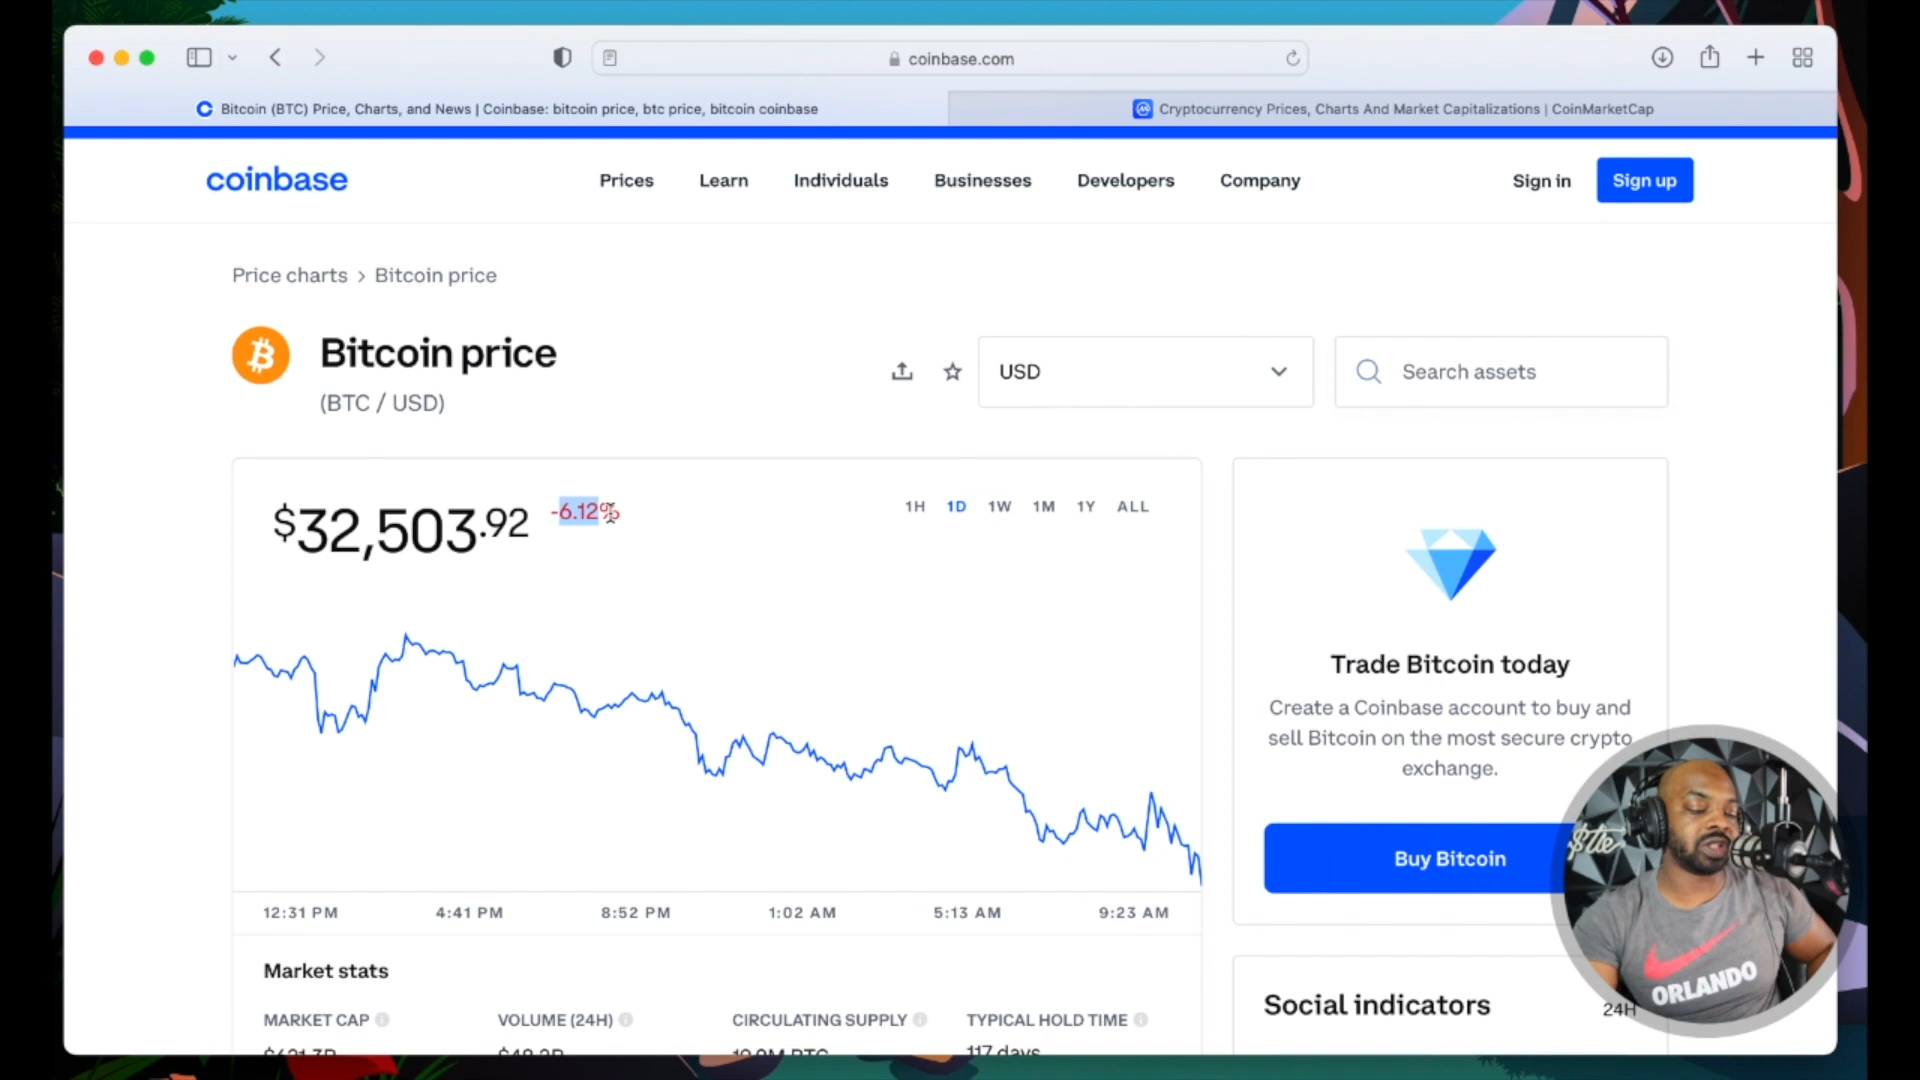 coinbase.com
Bitcoin (BTC) Price, Charts, and News | Coinbase: bitcoin price, btc price, bitcoin coinbase
Cryptocurrency Prices, Charts And Market Capitalizations | CoinMarketCap
coinbase
Prices Learn Individuals Businesses Developers Company
Sign in Sign up
Price charts > Bitcoin price
Bitcoin price
(BTC / USD)
USD
Search assets
$32,503.92 -6.12%
1H 1D 1W 1M 1Y ALL
12:31 PM 4:41 PM 8:52 PM 1:02 AM 5:13 AM 9:23 AM
Trade Bitcoin today
Create a Coinbase account to buy and
sell Bitcoin on the most secure crypto
exchange.
Buy Bitcoin
Market stats
MARKET CAP VOLUME (24H) CIRCULATING SUPPLY TYPICAL HOLD TIME
117 days
Social indicators
24H
ORLANDO